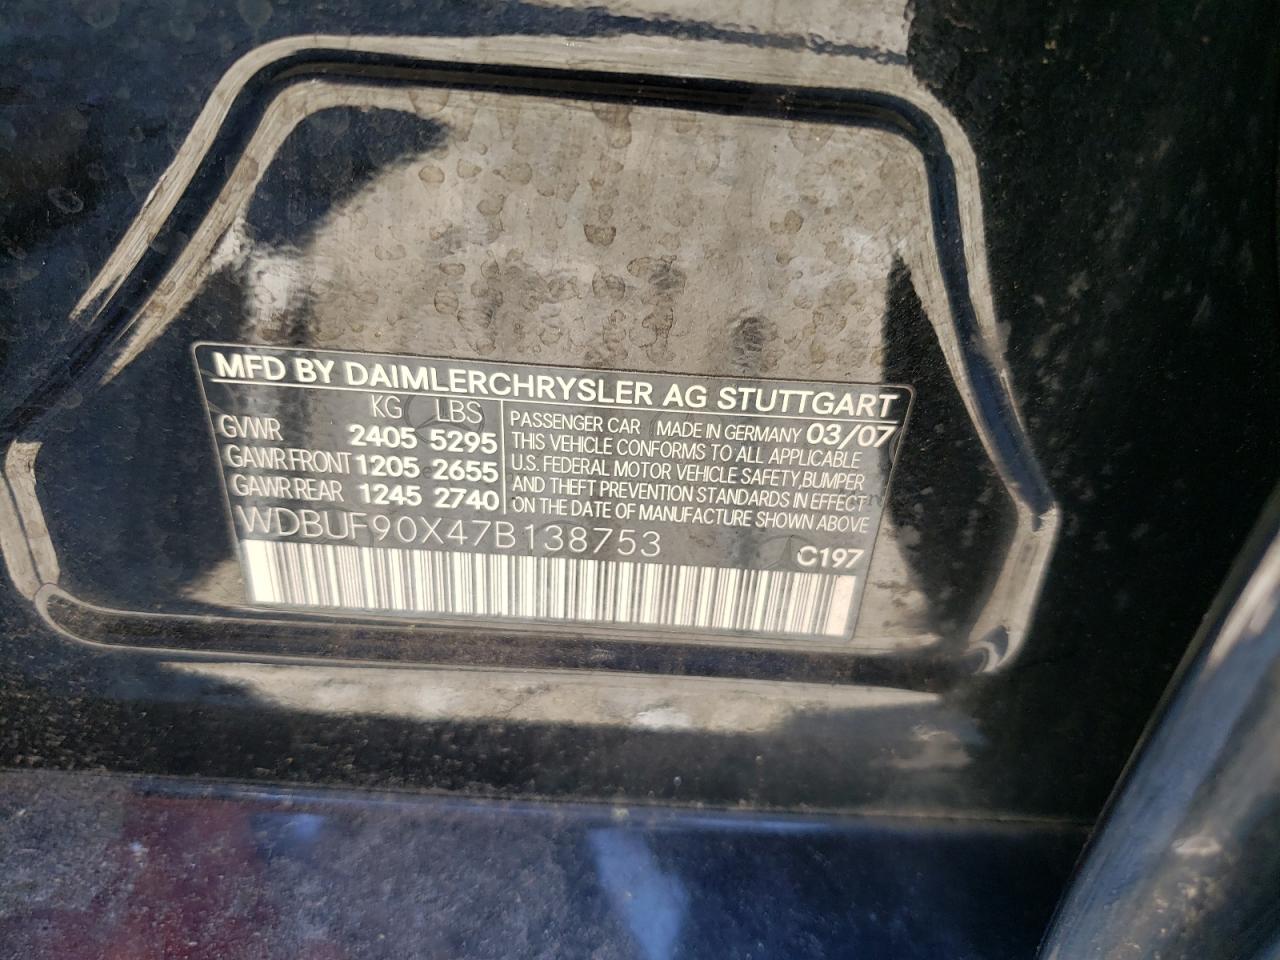 MFD BY DAIMLERCHRYSLER AG STUTTGART
KG LBS
GVWR 2405 5295
GAWR FRONT 1205 2655
GAWR REAR 1245 2740
PASSENGER CAR MADE IN GERMANY 03/07
THIS VEHICLE CONFORMS TO ALL APPLICABLE
U.S. FEDERAL MOTOR VEHICLE SAFETY, BUMPER
AND THEFT PREVENTION STANDARDS IN EFFECT
ON THE DATE OF MANUFACTURE SHOWN ABOVE
WDBUF90X47B138753
C197